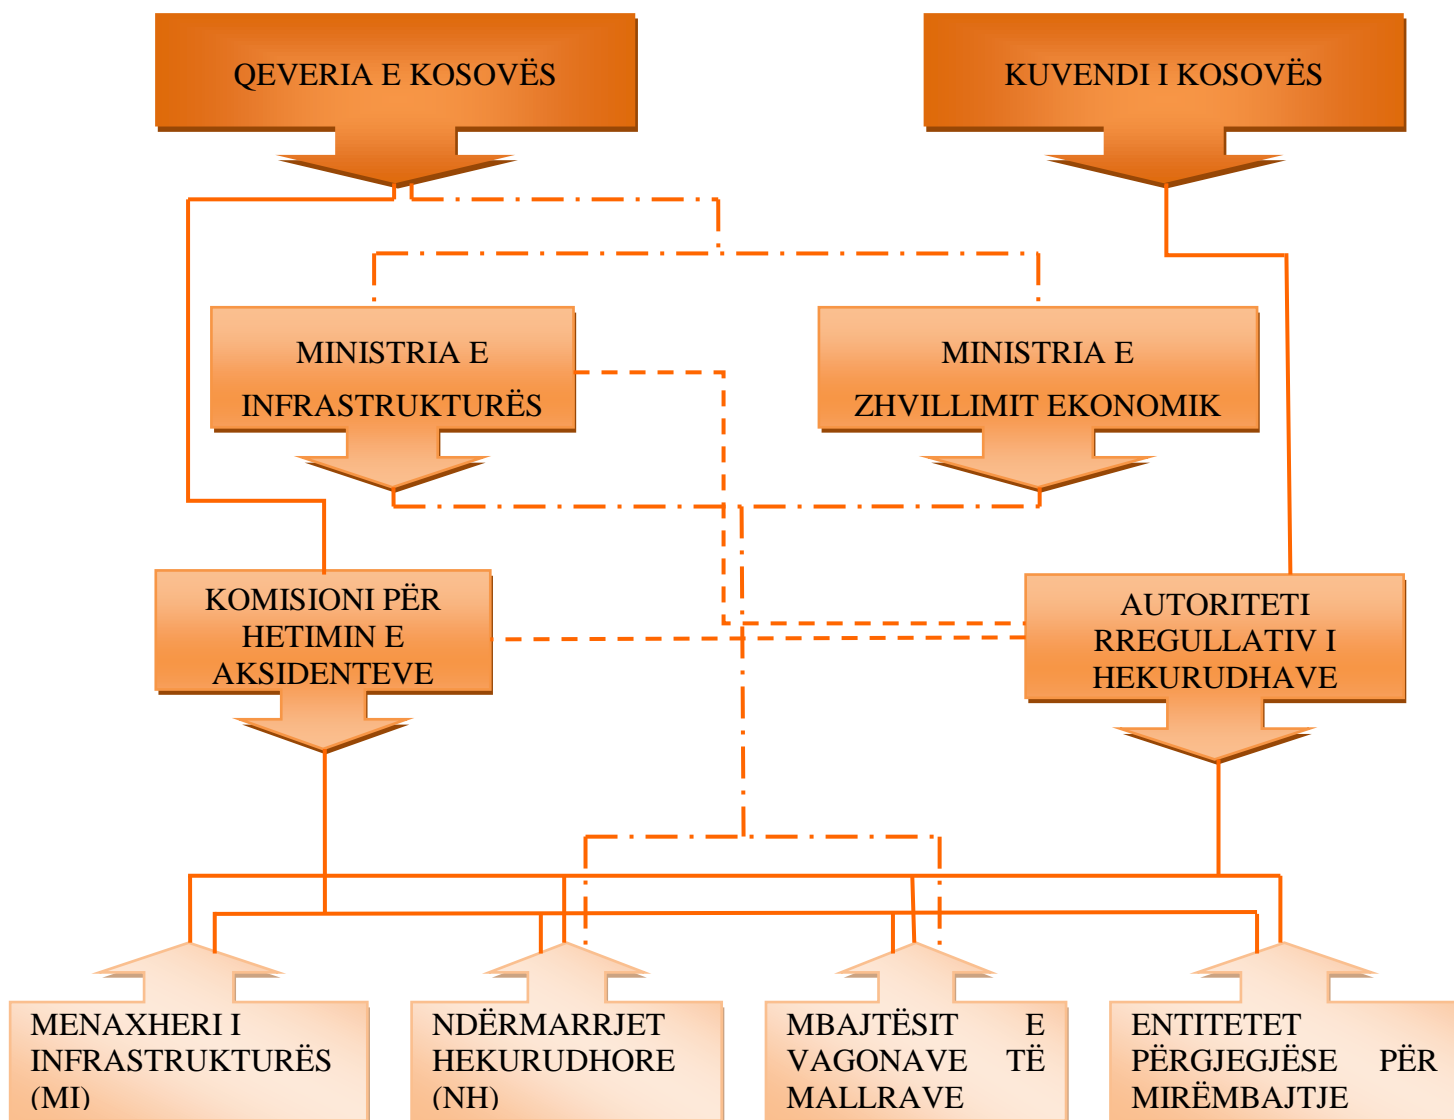 QEVERIA E KOSOVËS
KUVENDI I KOSOVËS
MINISTRIA E
INFRASTRUKTURËS
MINISTRIA E
ZHVILLIMIT EKONOMIK
KOMISIONI PËR
HETIMIN E
AKSIDENTEVE
AUTORITETI
RREGULLATIV I
HEKURUDHAVE
MENAXHERI I
INFRASTRUKTURËS
(MI)
NDËRMARRJET
HEKURUDHORE
(NH)
MBAJTËSIT E
VAGONAVE TË
MALLRAVE
ENTITETET
PËRGJEGJËSE PËR
MIRËMBAJTJE